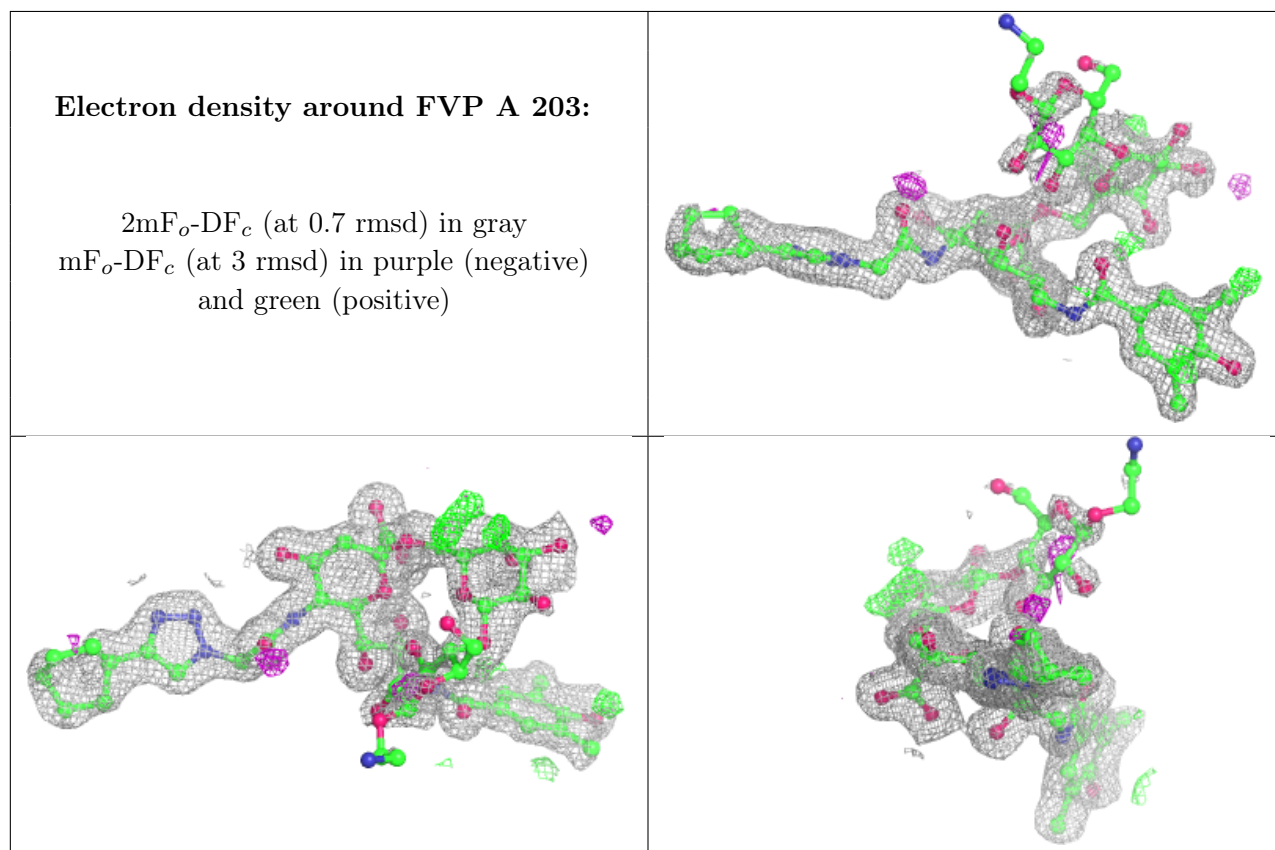 Electron density around FVP A 203:
2mFo-DFc (at 0.7 rmsd) in gray
mFo-DFc (at 3 rmsd) in purple (negative)
and green (positive)